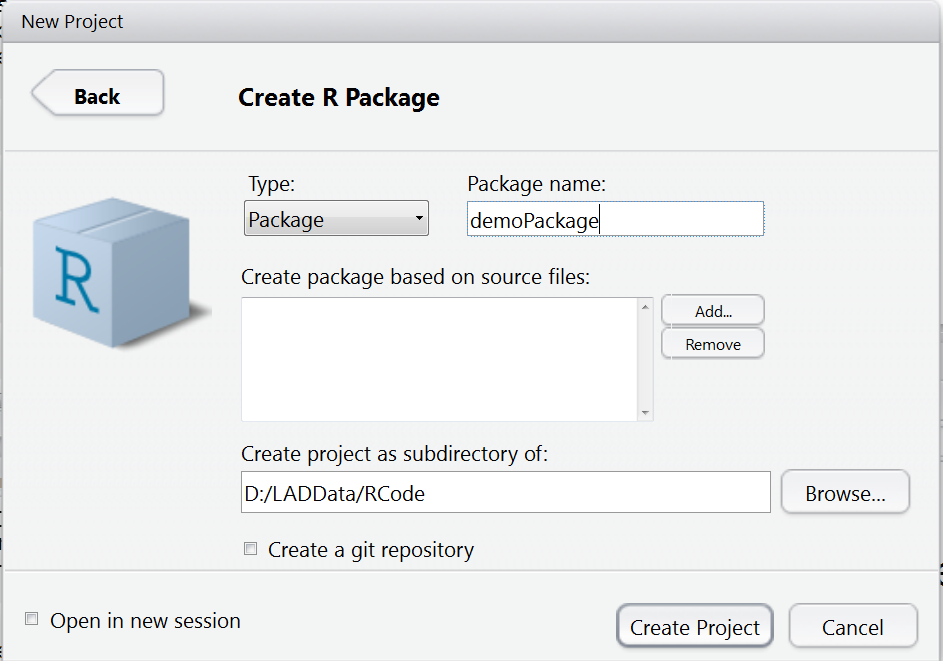 New Project
Back
Create R Package
Type:
Package name:
Package
demoPackage
R
Create package based on source files:
Add...
Remove
Create project as subdirectory of:
D:/LADData/RCode
Browse...
Create a git repository
Open in new session
Create Project
Cancel